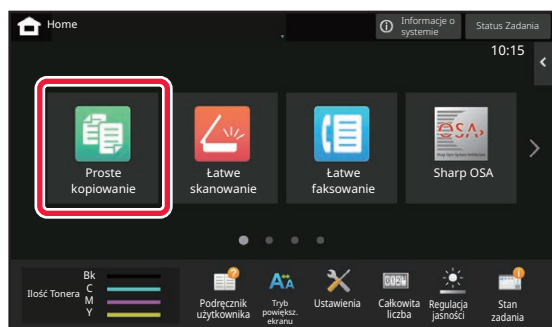 Home
Informacje o
systemie
Status Zadania
10:15
Proste
kopiowanie
Łatwe
skanowanie
Łatwe
faksowanie
OSA
Sharp OSA
Ilość Tonera
Bk
C
M
Y
Podręcznik
użytkownika
Tryb
powiększ.
ekranu
Ustawienia
Całkowita
liczba
Regulacja
jasności
Stan
zadania